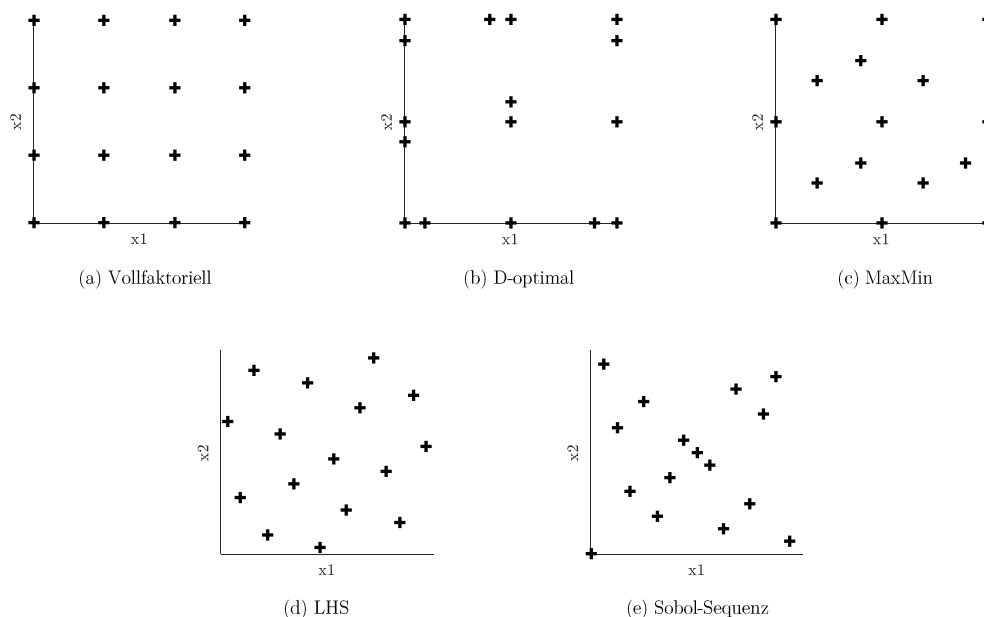 x2
x2
x2
x1
x1
x1
(a) Vollfaktoriell
(b) D-optimal
(c) MaxMin
x2
x2
x1
x1
(d) LHS
(e) Sobol-Sequenz